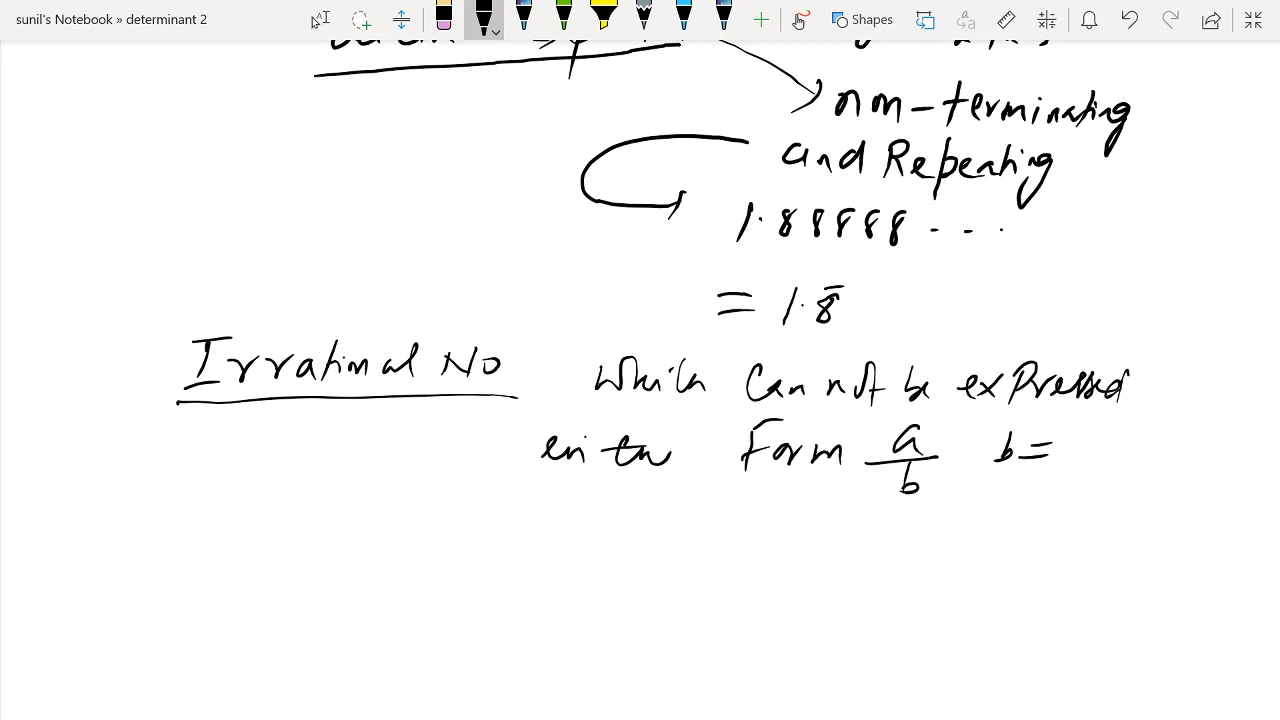 sunil's Notebook » determinant 2
Shapes
non-terminating
and Repeating
1.88888 - - .
= 1.8̅
Irrational No which can not be expressed
in the Form a/b b=